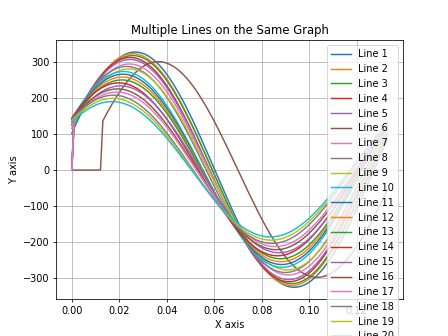 Multiple Lines on the Same Graph
Y axis
300
200
100
0
−100
−200
−300
0.00
0.02
0.04
0.06
0.08
0.10
X axis
Line 1
Line 2
Line 3
Line 4
Line 5
Line 6
Line 7
Line 8
Line 9
Line 10
Line 11
Line 12
Line 13
Line 14
Line 15
Line 16
Line 17
Line 18
Line 19
Line 20